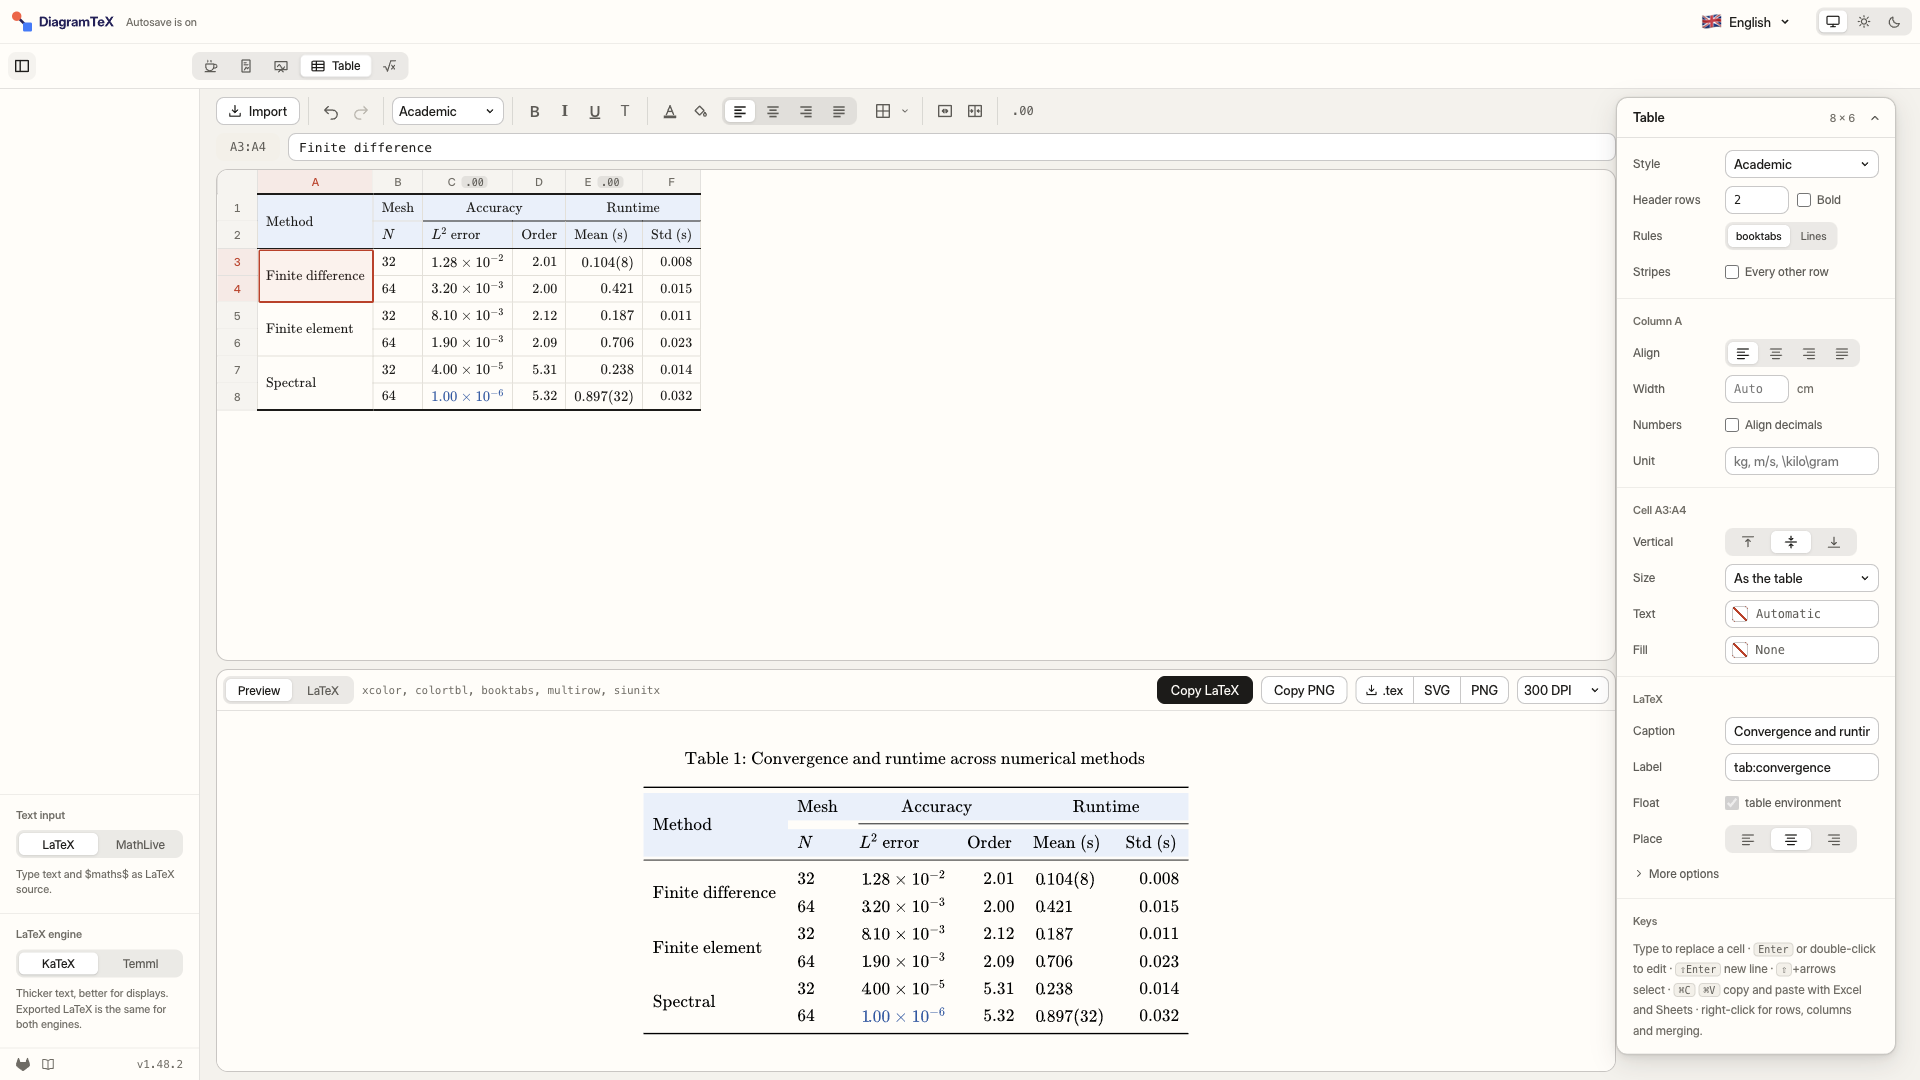 DiagramTeX Autosave is on English
Table
Import Academic B I U T A .00
A3:A4 Finite difference
A B C .00 D E .00 F
1 Method Mesh Accuracy Runtime
2 N L² error Order Mean (s) Std (s)
3 Finite difference 32 1.28 × 10⁻² 2.01 0.104(8) 0.008
4 64 3.20 × 10⁻³ 2.00 0.421 0.015
5 Finite element 32 8.10 × 10⁻³ 2.12 0.187 0.011
6 64 1.90 × 10⁻³ 2.09 0.706 0.023
7 Spectral 32 4.00 × 10⁻⁵ 5.31 0.238 0.014
8 64 1.00 × 10⁻⁶ 5.32 0.897(32) 0.032
Preview LaTeX xcolor, colortbl, booktabs, multirow, siunitx Copy LaTeX Copy PNG .tex SVG PNG 300 DPI
Table 1: Convergence and runtime across numerical methods
Method Mesh Accuracy Runtime
N L² error Order Mean (s) Std (s)
Finite difference 32 1.28 × 10⁻² 2.01 0.104(8) 0.008
64 3.20 × 10⁻³ 2.00 0.421 0.015
Finite element 32 8.10 × 10⁻³ 2.12 0.187 0.011
64 1.90 × 10⁻³ 2.09 0.706 0.023
Spectral 32 4.00 × 10⁻⁵ 5.31 0.238 0.014
64 1.00 × 10⁻⁶ 5.32 0.897(32) 0.032
Text input
LaTeX MathLive
Type text and $maths$ as LaTeX
source.
LaTeX engine
KaTeX Temml
Thicker text, better for displays.
Exported LaTeX is the same for
both engines.
v1.48.2
Table 8 × 6
Style Academic
Header rows 2 Bold
Rules booktabs Lines
Stripes Every other row
Column A
Align
Width Auto cm
Numbers Align decimals
Unit kg, m/s, \kilo\gram
Cell A3:A4
Vertical
Size As the table
Text Automatic
Fill None
LaTeX
Caption Convergence and runtir
Label tab:convergence
Float table environment
Place
More options
Keys
Type to replace a cell · Enter or double-click
to edit · ⇧Enter new line · ⇧+arrows
select · ⌘C ⌘V copy and paste with Excel
and Sheets · right-click for rows, columns
and merging.